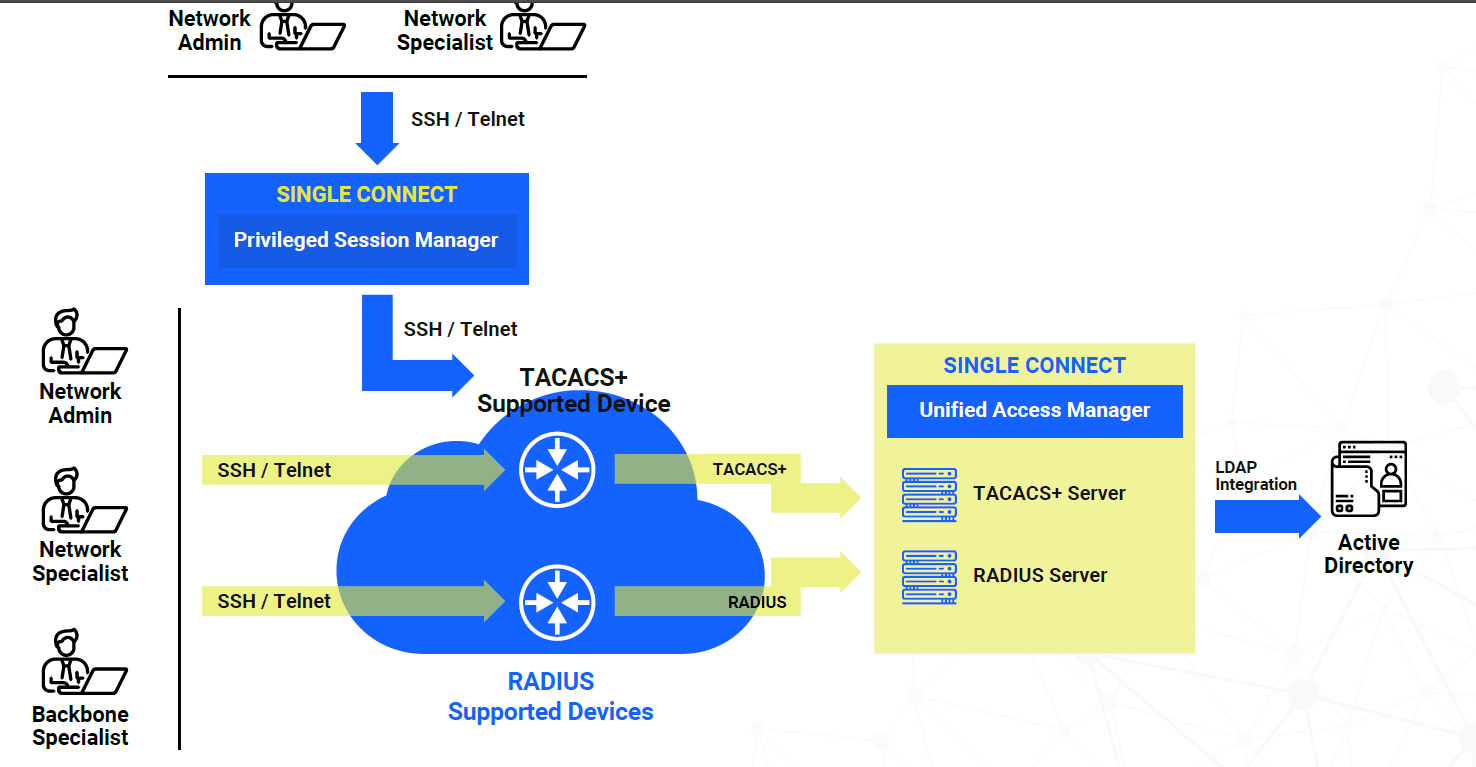 Network
Admin
Network
Specialist
SSH / Telnet
SINGLE CONNECT
Privileged Session Manager
SSH / Telnet
Network
Admin
Network
Specialist
Backbone
Specialist
TACACS+
Supported Device
SSH / Telnet
TACACS+
SSH / Telnet
RADIUS
RADIUS
Supported Devices
SINGLE CONNECT
Unified Access Manager
TACACS+ Server
RADIUS Server
LDAP
Integration
Active
Directory